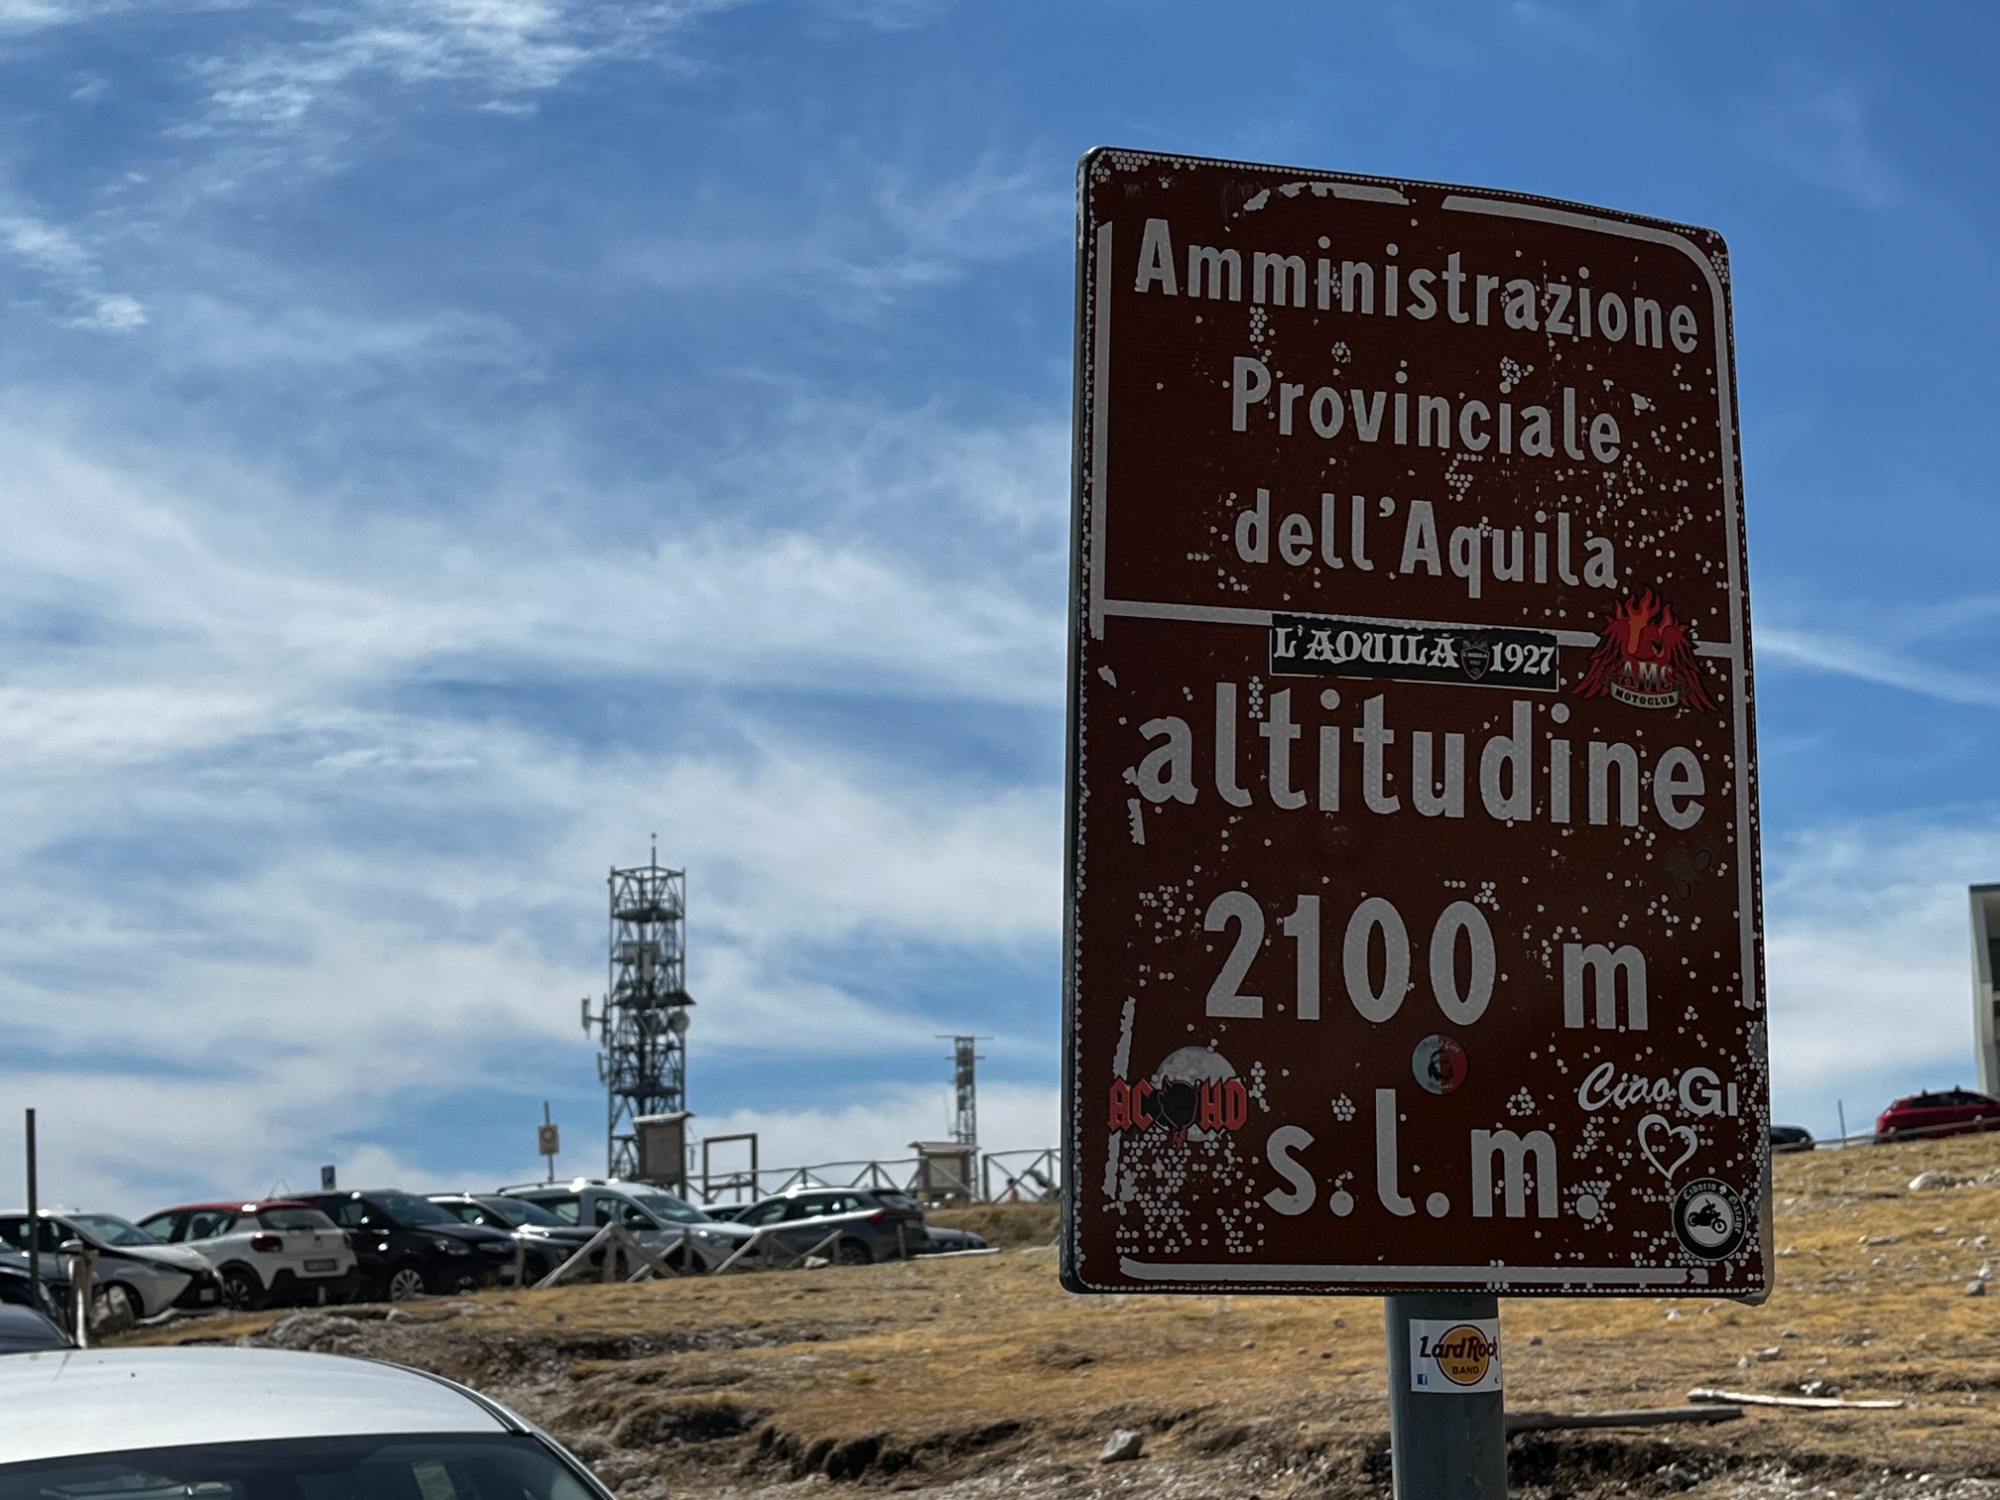 Amministrazione
Provinciale
dell'Aquila
L'AQUILA 1927
AMC
MOTOCLUB
altitudine
2100 m
s.l.m.
AC HD
Ciao GI
Lard Rock
BAND